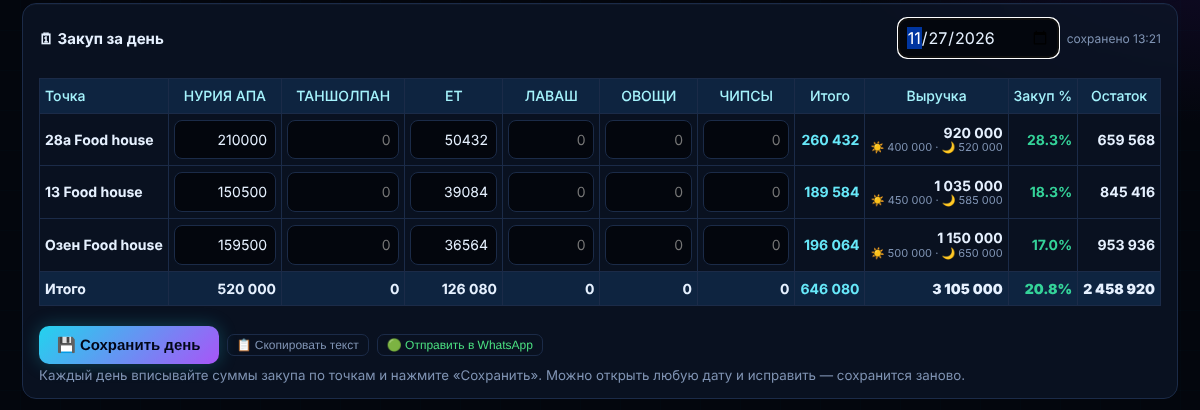 🗓 Закуп за день
11/27/2026 сохранено 13:21
Точка НУРИЯ АПА ТАНШОЛПАН ЕТ ЛАВАШ ОВОЩИ ЧИПСЫ Итого Выручка Закуп % Остаток
28а Food house 210000 0 50432 0 0 0 260 432 920 000 28.3% 659 568
☀️ 400 000 · 🌙 520 000
13 Food house 150500 0 39084 0 0 0 189 584 1 035 000 18.3% 845 416
☀️ 450 000 · 🌙 585 000
Озен Food house 159500 0 36564 0 0 0 196 064 1 150 000 17.0% 953 936
☀️ 500 000 · 🌙 650 000
Итого 520 000 0 126 080 0 0 0 646 080 3 105 000 20.8% 2 458 920
💾 Сохранить день 📋 Скопировать текст 🟢 Отправить в WhatsApp
Каждый день вписывайте суммы закупа по точкам и нажмите «Сохранить». Можно открыть любую дату и исправить — сохранится заново.